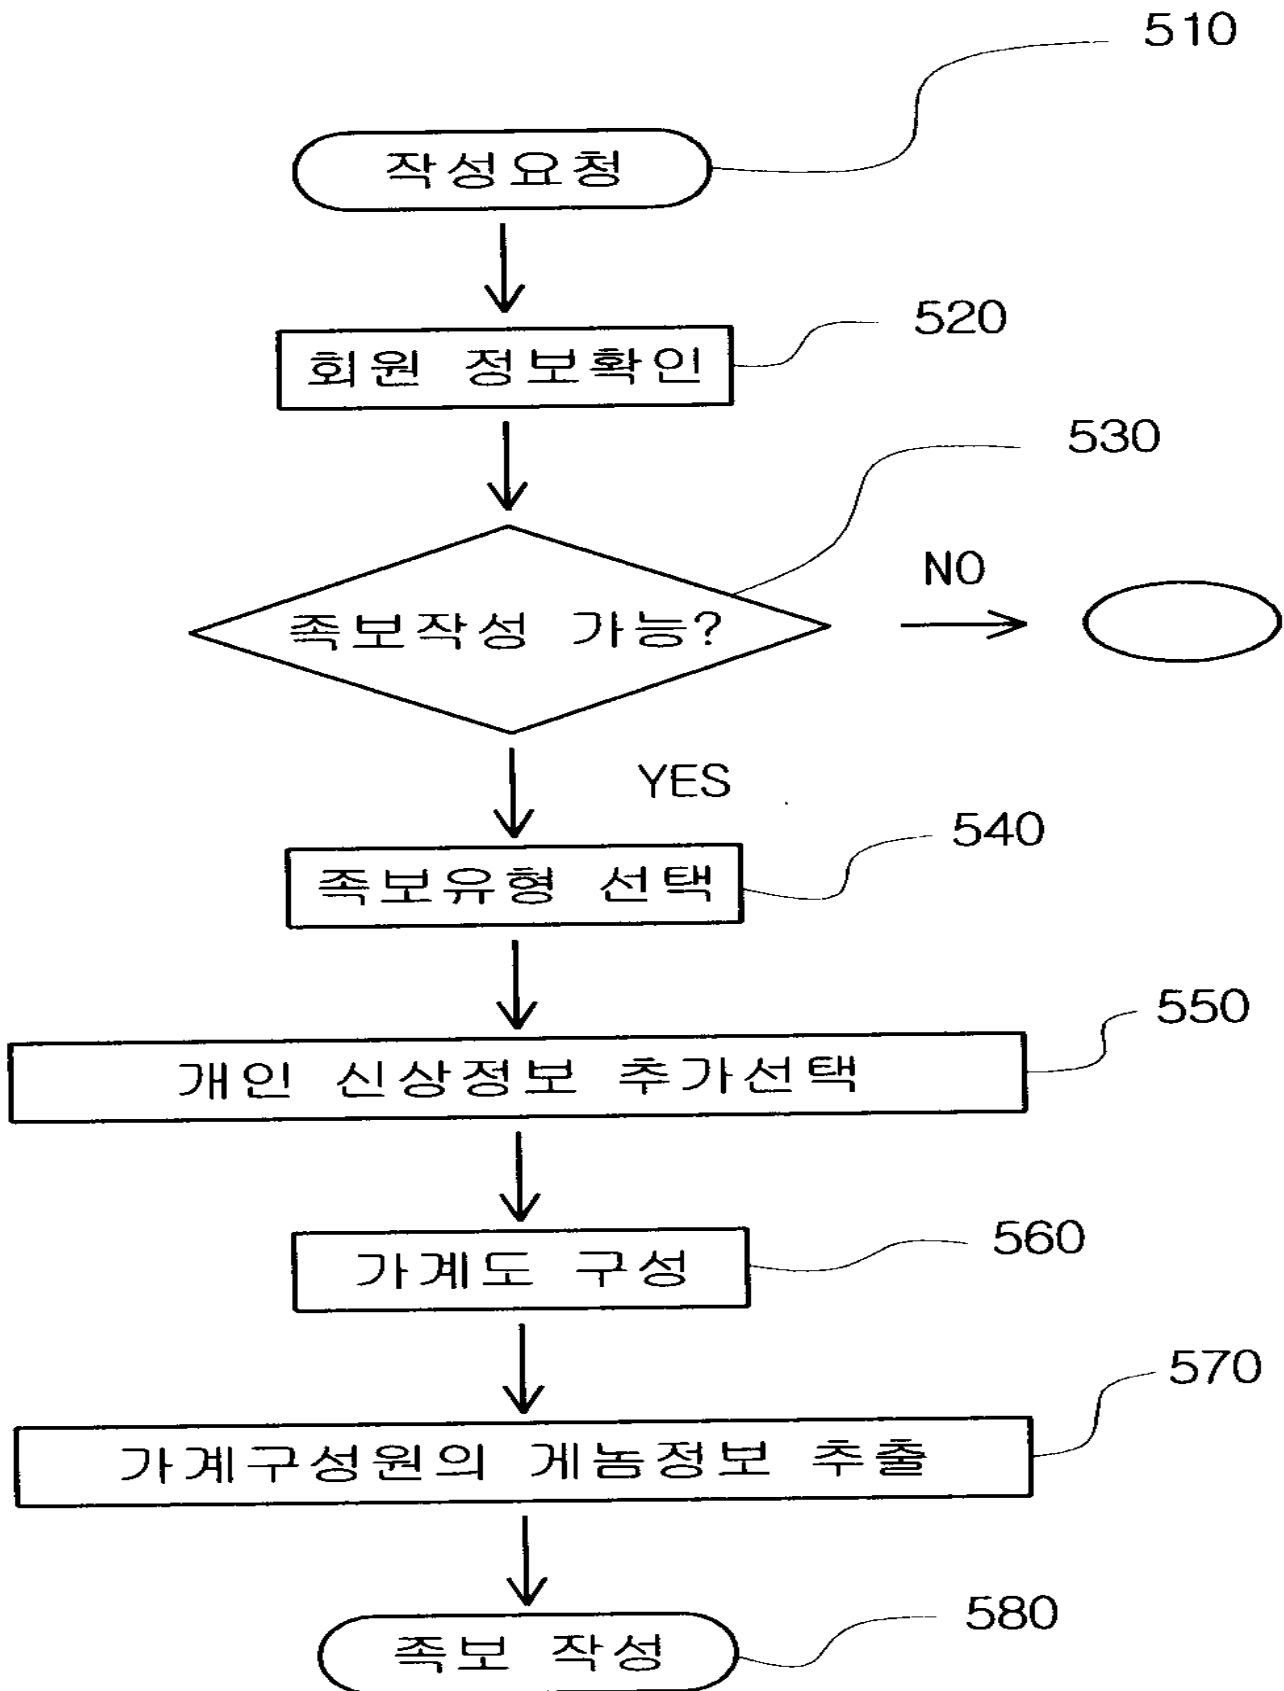 510
작성요청
520
회원 정보확인
530
족보작성 가능?
NO
YES
540
족보유형 선택
550
개인 신상정보 추가선택
560
가계도 구성
570
가계구성원의 게놈정보 추출
580
족보 작성